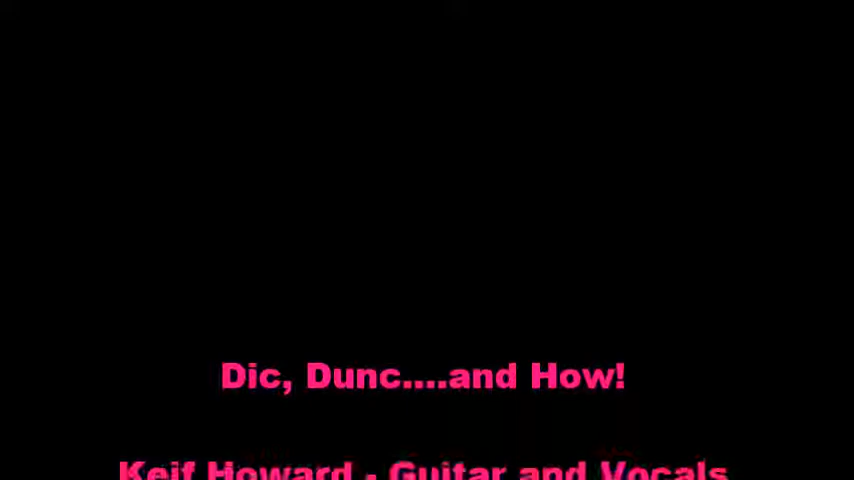 Dic, Dunc....and How!
Keif Howard - Guitar and Vocals